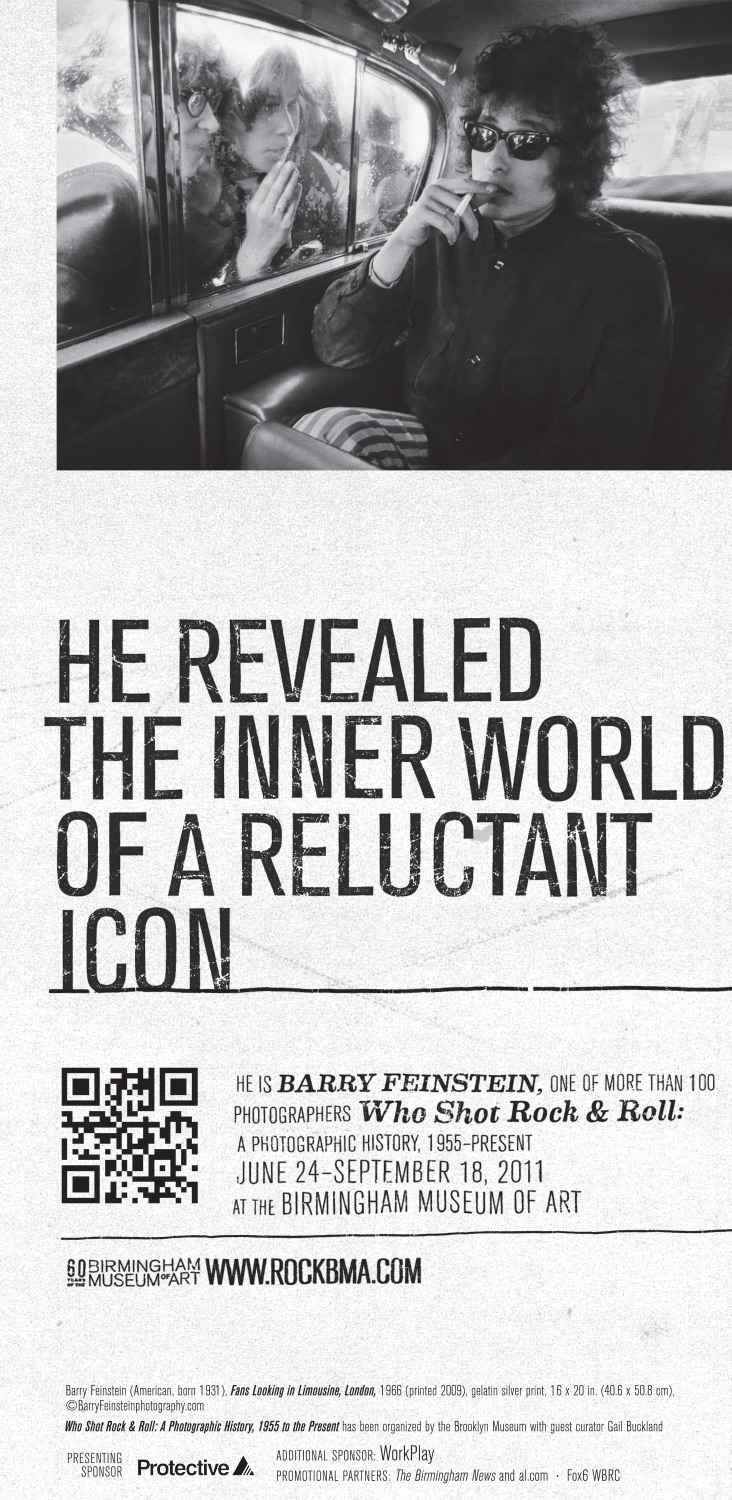 HE REVEALED
THE INNER WORLD
OF A RELUCTANT
ICON
HE IS BARRY FEINSTEIN, ONE OF MORE THAN 100
PHOTOGRAPHERS Who Shot Rock & Roll:
A PHOTOGRAPHIC HISTORY, 1955–PRESENT
JUNE 24–SEPTEMBER 18, 2011
AT THE BIRMINGHAM MUSEUM OF ART
60 YEARS OF THE BIRMINGHAM MUSEUM OF ART WWW.ROCKBMA.COM
Barry Feinstein (American, born 1931), Fans Looking in Limousine, London, 1966 (printed 2009), gelatin silver print, 16 x 20 in. (40.6 x 50.8 cm),
©BarryFeinsteinphotography.com
Who Shot Rock & Roll: A Photographic History, 1955 to the Present has been organized by the Brooklyn Museum with guest curator Gail Buckland
PRESENTING SPONSOR Protective
ADDITIONAL SPONSOR: WorkPlay
PROMOTIONAL PARTNERS: The Birmingham News and al.com · Fox6 WBRC